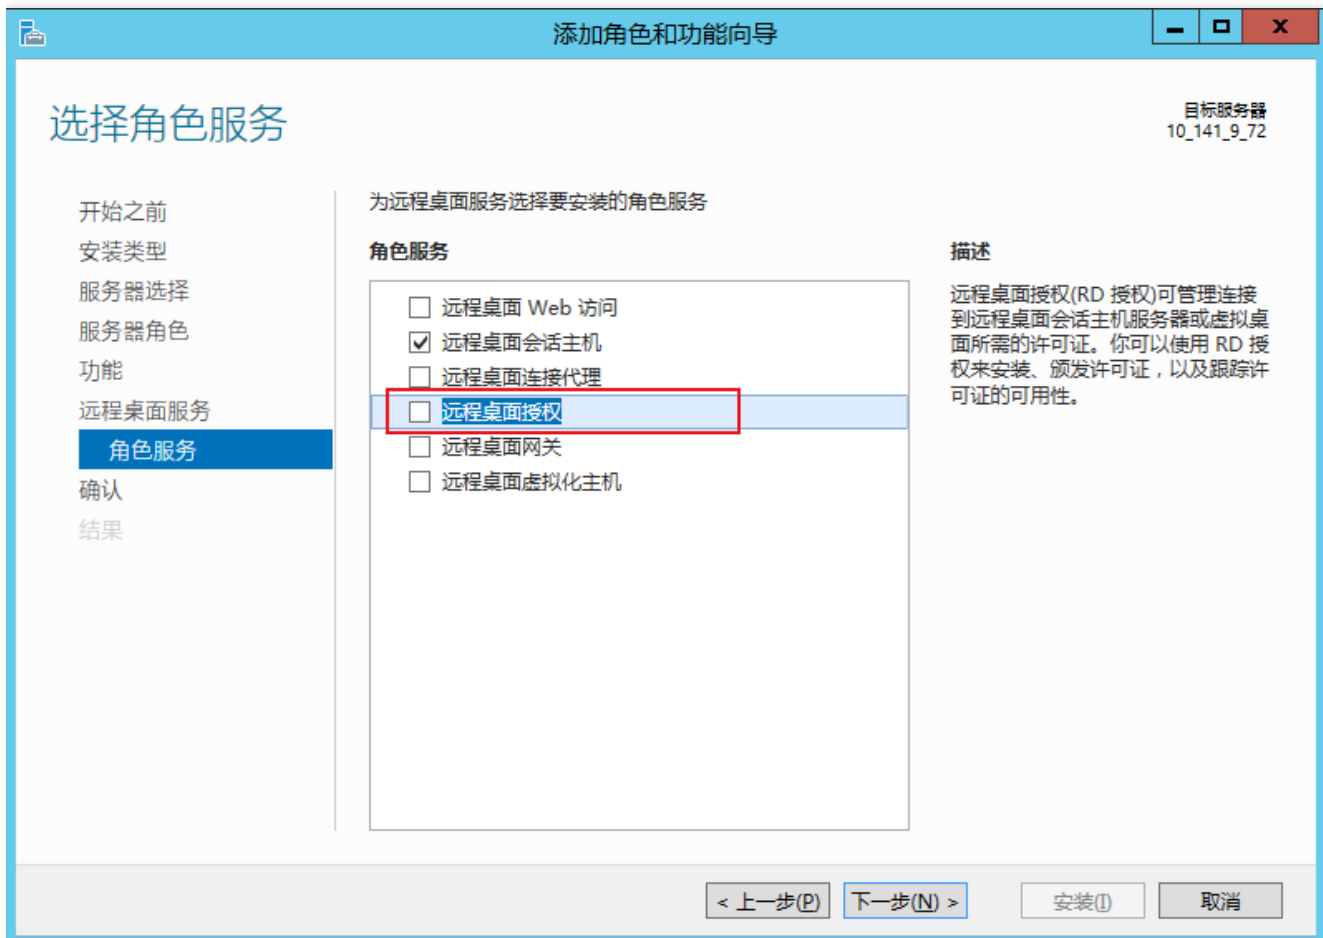 添加角色和功能向导
选择角色服务
目标服务器
10_141_9_72
开始之前
安装类型
服务器选择
服务器角色
功能
远程桌面服务
角色服务
确认
结果
为远程桌面服务选择要安装的角色服务
角色服务
远程桌面 Web 访问
远程桌面会话主机
远程桌面连接代理
远程桌面授权
远程桌面网关
远程桌面虚拟化主机
描述
远程桌面授权(RD 授权)可管理连接
到远程桌面会话主机服务器或虚拟桌
面所需的许可证。你可以使用 RD 授
权来安装、颁发许可证，以及跟踪许
可证的可用性。
< 上一步(P)
下一步(N) >
安装(I)
取消